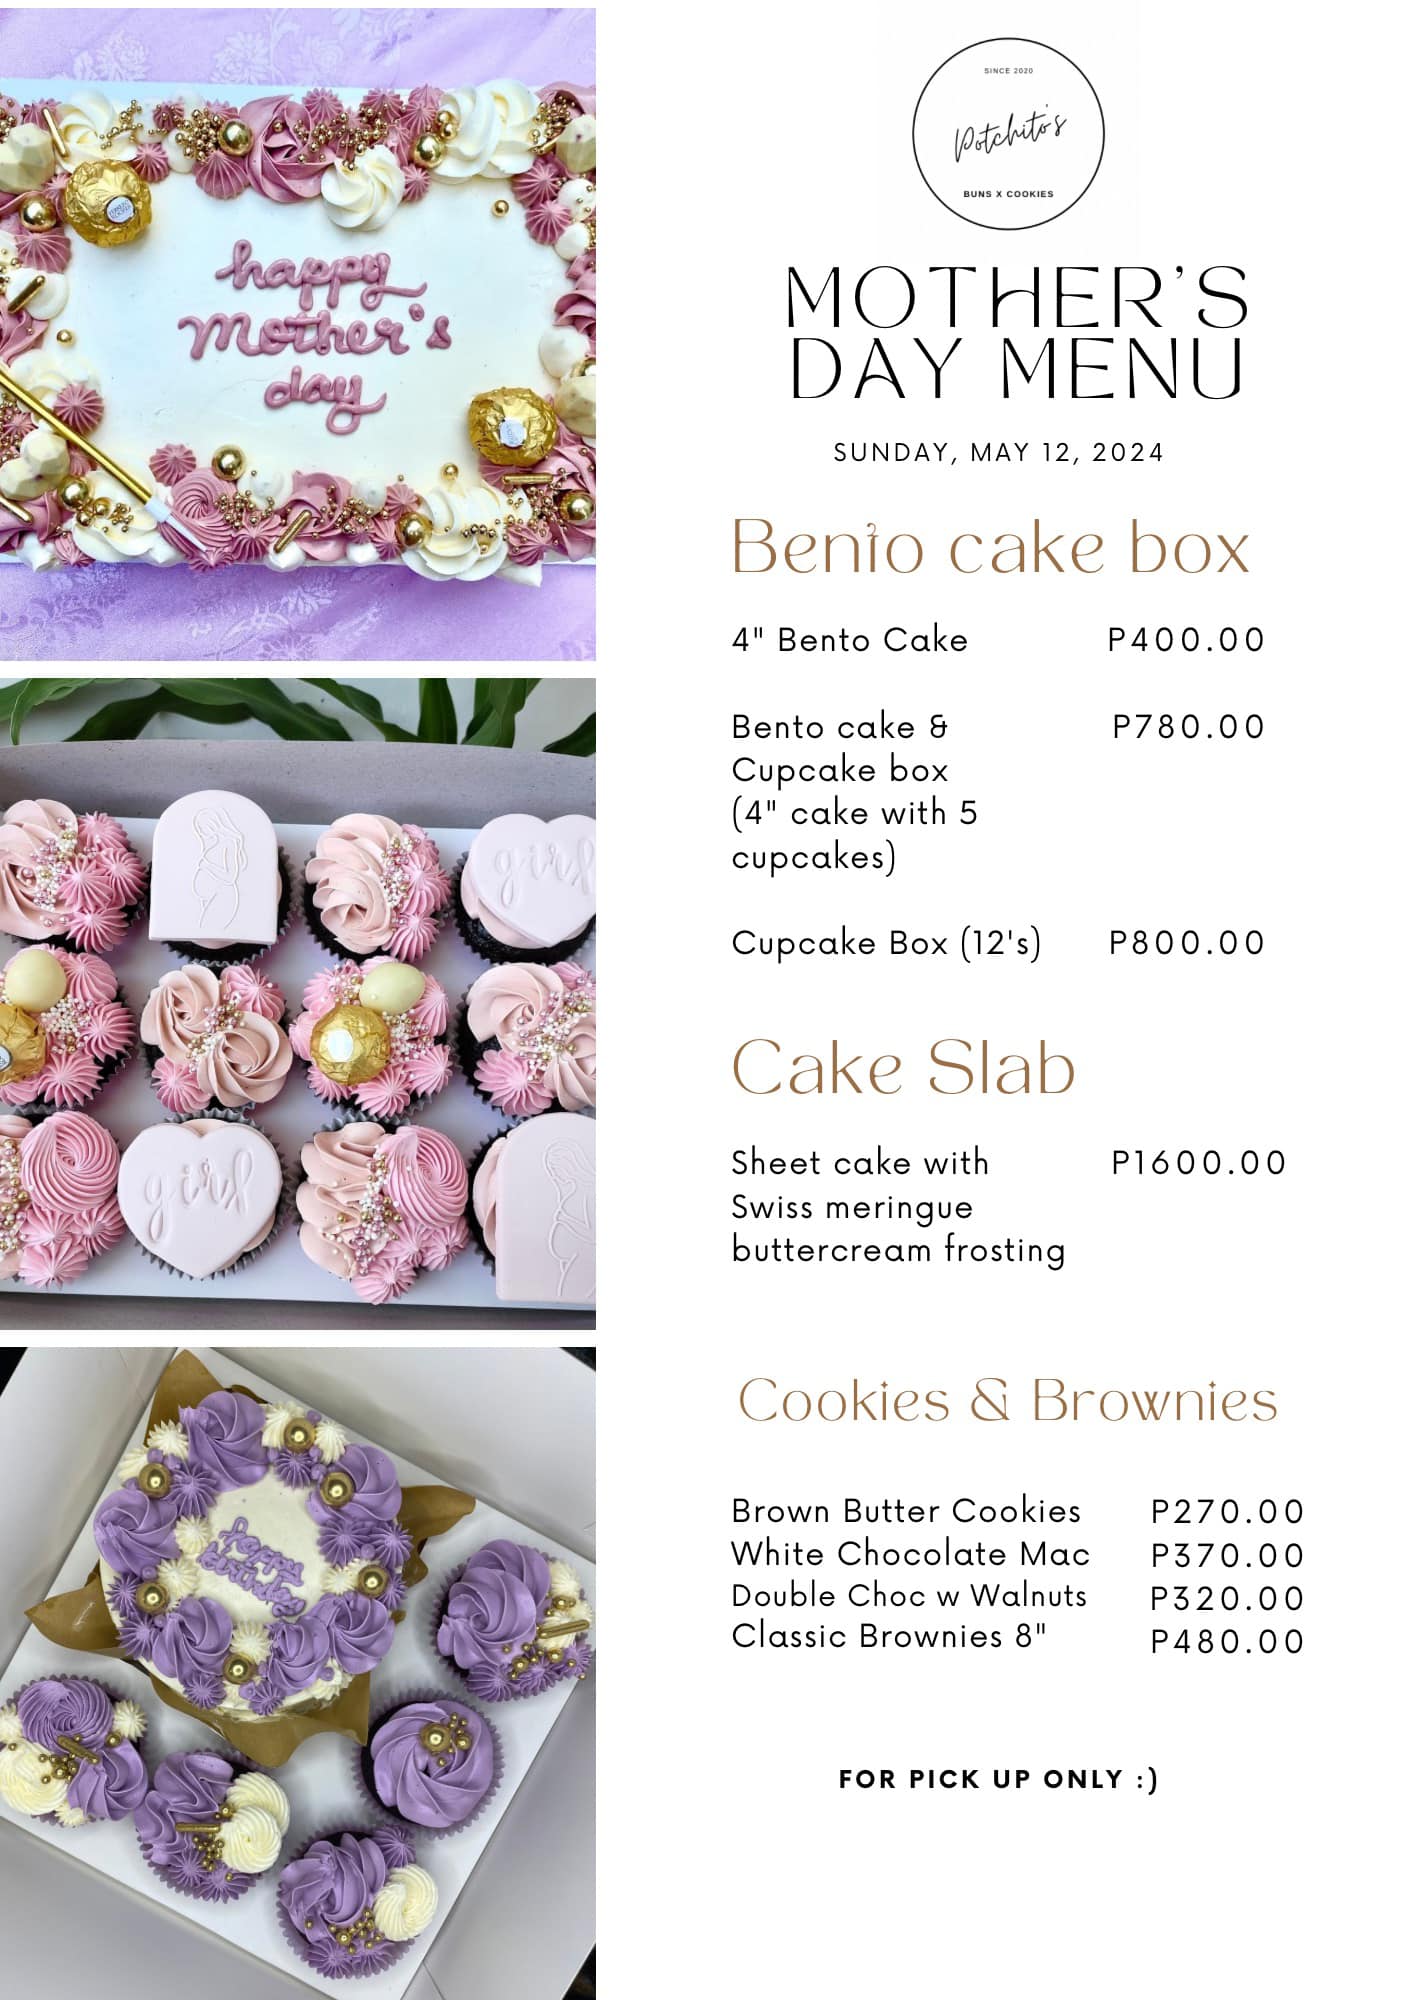 happy
mother's
day
girl
girl
happy
SINCE 2020
Potchito's
BUNS X COOKIES
MOTHER'S
DAY MENU
SUNDAY, MAY 12, 2024
Bento cake box
4" Bento Cake P400.00
Bento cake & P780.00
Cupcake box
(4" cake with 5
cupcakes)
Cupcake Box (12's) P800.00
Cake Slab
Sheet cake with P1600.00
Swiss meringue
buttercream frosting
Cookies & Brownies
Brown Butter Cookies P270.00
White Chocolate Mac P370.00
Double Choc w Walnuts P320.00
Classic Brownies 8" P480.00
FOR PICK UP ONLY :)